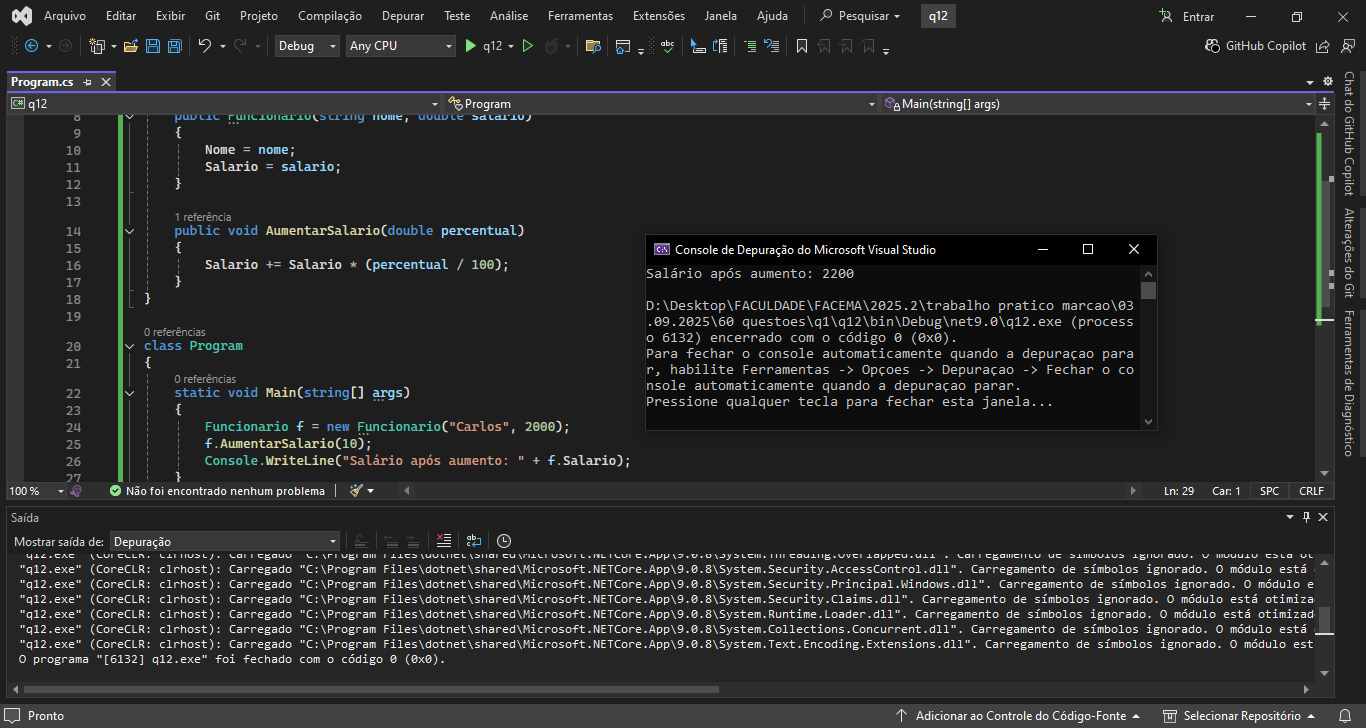 Arquivo Editar Exibir Git Projeto Compilação Depurar Teste Análise Ferramentas Extensões Janela Ajuda Pesquisar q12 Entrar
Debug Any CPU q12 GitHub Copilot
Program.cs
q12 Program Main(string[] args)
8 public Funcionario(string nome, double salario)
9 {
10 Nome = nome;
11 Salario = salario;
12 }
13
1 referência
14 public void AumentarSalario(double percentual)
15 {
16 Salario += Salario * (percentual / 100);
17 }
18 }
19
0 referências
20 class Program
21 {
0 referências
22 static void Main(string[] args)
23 {
24 Funcionario f = new Funcionario("Carlos", 2000);
25 f.AumentarSalario(10);
26 Console.WriteLine("Salário após aumento: " + f.Salario);
27 }
Console de Depuração do Microsoft Visual Studio
Salário após aumento: 2200
D:\Desktop\FACULDADE\FACEMA\2025.2\trabalho pratico marcao\03
.09.2025\60 questoes\q1\q12\bin\Debug\net9.0\q12.exe (process
o 6132) encerrado com o código 0 (0x0).
Para fechar o console automaticamente quando a depuraçao para
r, habilite Ferramentas -> Opçoes -> Depuraçao -> Fechar o co
nsole automaticamente quando a depuraçao parar.
Pressione qualquer tecla para fechar esta janela...
Chat do GitHub Copilot
Alterações do Git
Ferramentas de Diagnóstico
100 % Não foi encontrado nenhum problema Ln: 29 Car: 1 SPC CRLF
Saída
Mostrar saída de: Depuração
"q12.exe" (CoreCLR: clrhost): Carregado "C:\Program Files\dotnet\shared\Microsoft.NETCore.App\9.0.8\System.Threading.Overlapped.dll". Carregamento de símbolos ignorado. O módulo está ot
"q12.exe" (CoreCLR: clrhost): Carregado "C:\Program Files\dotnet\shared\Microsoft.NETCore.App\9.0.8\System.Security.AccessControl.dll". Carregamento de símbolos ignorado. O módulo está
"q12.exe" (CoreCLR: clrhost): Carregado "C:\Program Files\dotnet\shared\Microsoft.NETCore.App\9.0.8\System.Security.Principal.Windows.dll". Carregamento de símbolos ignorado. O módulo e
"q12.exe" (CoreCLR: clrhost): Carregado "C:\Program Files\dotnet\shared\Microsoft.NETCore.App\9.0.8\System.Security.Claims.dll". Carregamento de símbolos ignorado. O módulo está otimiza
"q12.exe" (CoreCLR: clrhost): Carregado "C:\Program Files\dotnet\shared\Microsoft.NETCore.App\9.0.8\System.Runtime.Loader.dll". Carregamento de símbolos ignorado. O módulo está otimizad
"q12.exe" (CoreCLR: clrhost): Carregado "C:\Program Files\dotnet\shared\Microsoft.NETCore.App\9.0.8\System.Collections.Concurrent.dll". Carregamento de símbolos ignorado. O módulo está
"q12.exe" (CoreCLR: clrhost): Carregado "C:\Program Files\dotnet\shared\Microsoft.NETCore.App\9.0.8\System.Text.Encoding.Extensions.dll". Carregamento de símbolos ignorado. O módulo est
O programa "[6132] q12.exe" foi fechado com o código 0 (0x0).
Pronto Adicionar ao Controle do Código-Fonte Selecionar Repositório